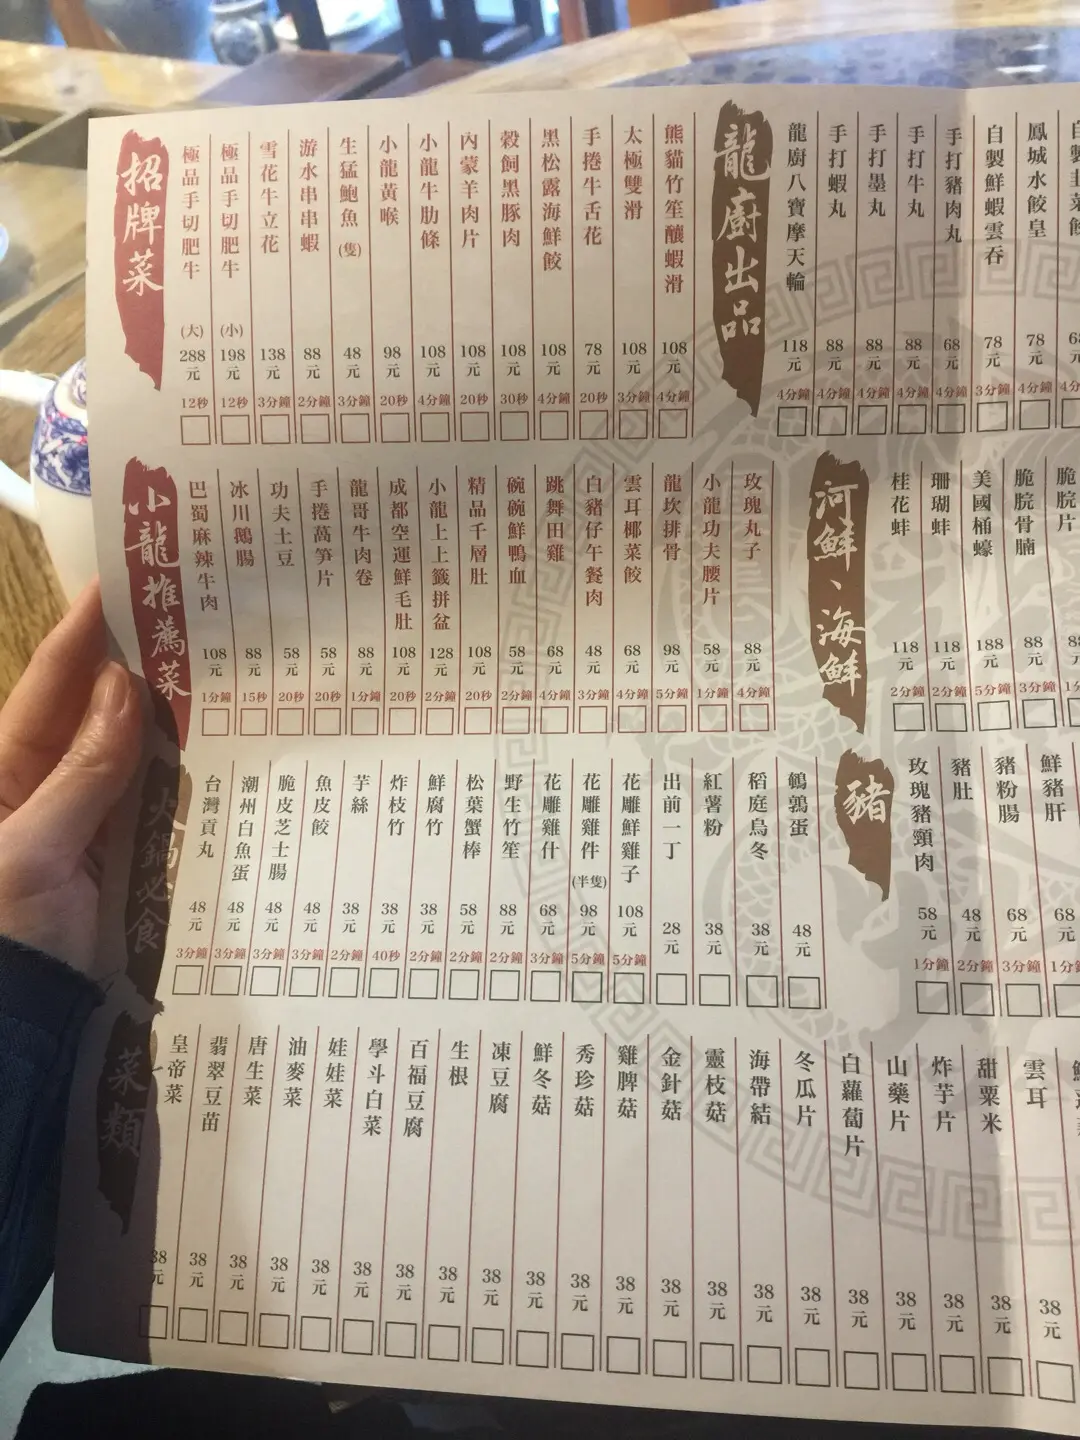 招牌菜
極品手切肥牛 (大) 288元 12秒
極品手切肥牛 (小) 198元 12秒
雪花牛立花 138元 3分鐘
游水串串蝦 88元 2分鐘
生猛鮑魚(隻) 48元 3分鐘
小龍黃喉 98元 20秒
小龍牛肋條 108元 4分鐘
內蒙羊肉片 108元 20秒
穀飼黑豚肉 108元 30秒
黑松露海鮮餃 108元 4分鐘
手捲牛舌花 78元 20秒
太極雙滑 108元 3分鐘
熊貓竹笙釀蝦滑 108元 4分鐘
龍廚出品
龍廚八寶摩天輪 118元 4分鐘
手打蝦丸 88元 4分鐘
手打墨丸 88元 4分鐘
手打牛丸 88元 4分鐘
手打豬肉丸 68元 4分鐘
自製鮮蝦雲吞 78元 3分鐘
鳳城水餃皇 78元 4分鐘
小龍推薦菜
巴蜀麻辣牛肉 108元 1分鐘
冰川鵝腸 88元 15秒
功夫土豆 58元 20秒
手捲萵笋片 58元 20秒
龍哥牛肉卷 88元 1分鐘
成都空運鮮毛肚 108元 20秒
小龍上上籤拼盆 128元 2分鐘
精品千層肚 108元 20秒
碗碗鮮鴨血 58元 2分鐘
跳舞田雞 68元 4分鐘
白豬仔午餐肉 48元 3分鐘
雲耳椰菜餃 68元 4分鐘
龍坎排骨 98元 5分鐘
小龍功夫腰片 58元 1分鐘
玫瑰丸子 88元 4分鐘
河鮮、海鮮
桂花蚌 118元 2分鐘
珊瑚蚌 118元 2分鐘
美國桶蠔 188元 5分鐘
脆脘骨腩 88元 3分鐘
脆脘片
火鍋必食
台灣貢丸 48元 3分鐘
潮州白魚蛋 48元 3分鐘
脆皮芝士腸 48元 3分鐘
魚皮餃 48元 3分鐘
芋絲 38元 2分鐘
炸枝竹 38元 40秒
鮮腐竹 38元 2分鐘
松葉蟹棒 58元 2分鐘
野生竹笙 88元 2分鐘
花雕雞什 68元 3分鐘
花雕雞件(半隻) 98元 5分鐘
花雕鮮雞子 108元 5分鐘
出前一丁 28元
紅薯粉 38元
稻庭烏冬 38元
鵪鶉蛋 48元
豬
玫瑰豬頸肉 58元 1分鐘
豬肚 48元 2分鐘
豬粉腸 68元 3分鐘
鮮豬肝 68元
菜類
皇帝菜 38元
翡翠豆苗 38元
唐生菜 38元
油麥菜 38元
娃娃菜 38元
學斗白菜 38元
百福豆腐 38元
生根 38元
凍豆腐 38元
鮮冬菇 38元
秀珍菇 38元
雞脾菇 38元
金針菇 38元
靈枝菇 38元
海帶結 38元
冬瓜片 38元
白蘿蔔片 38元
山藥片 38元
炸芋片 38元
甜粟米 38元
雲耳 38元